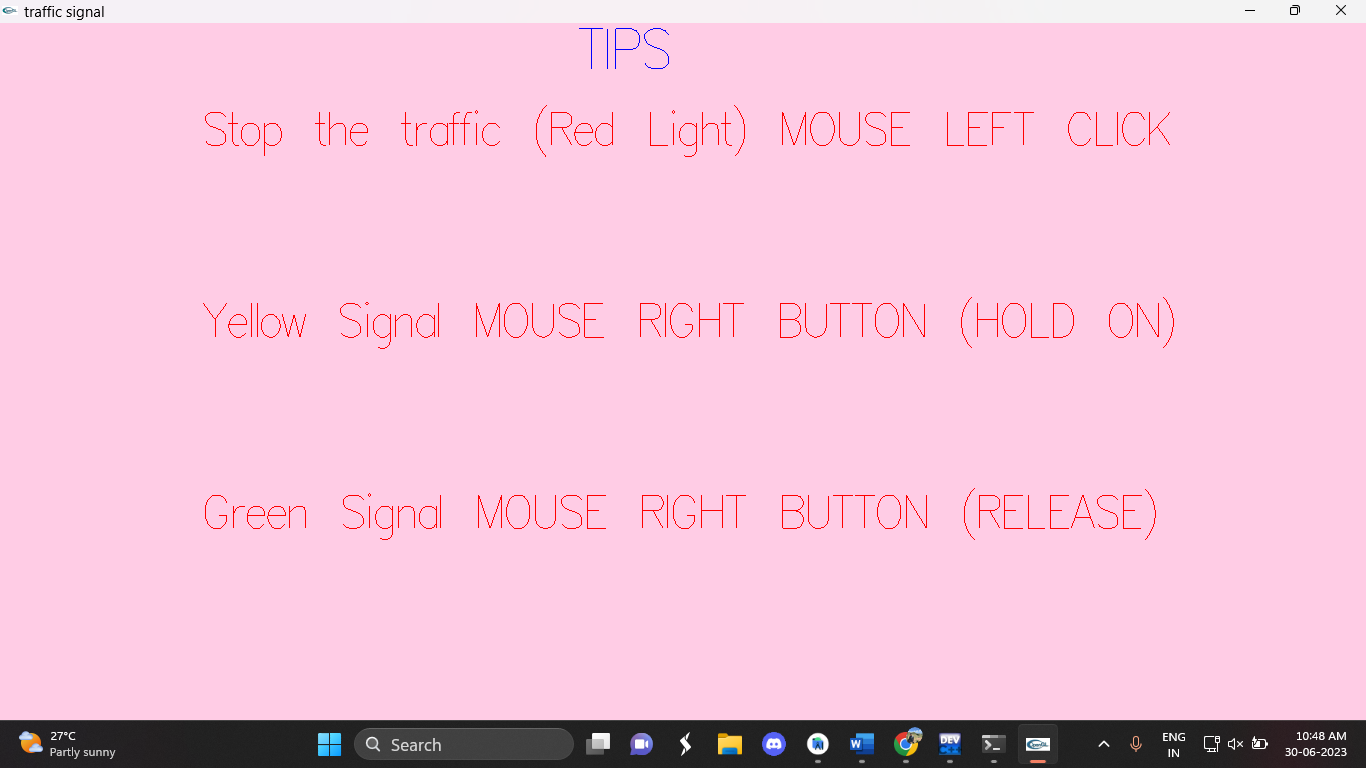 traffic signal
TIPS
Stop the traffic (Red Light) MOUSE LEFT CLICK
Yellow Signal MOUSE RIGHT BUTTON (HOLD ON)
Green Signal MOUSE RIGHT BUTTON (RELEASE)
27°C
Partly sunny
Search
DEV
ENG
IN
10:48 AM
30-06-2023